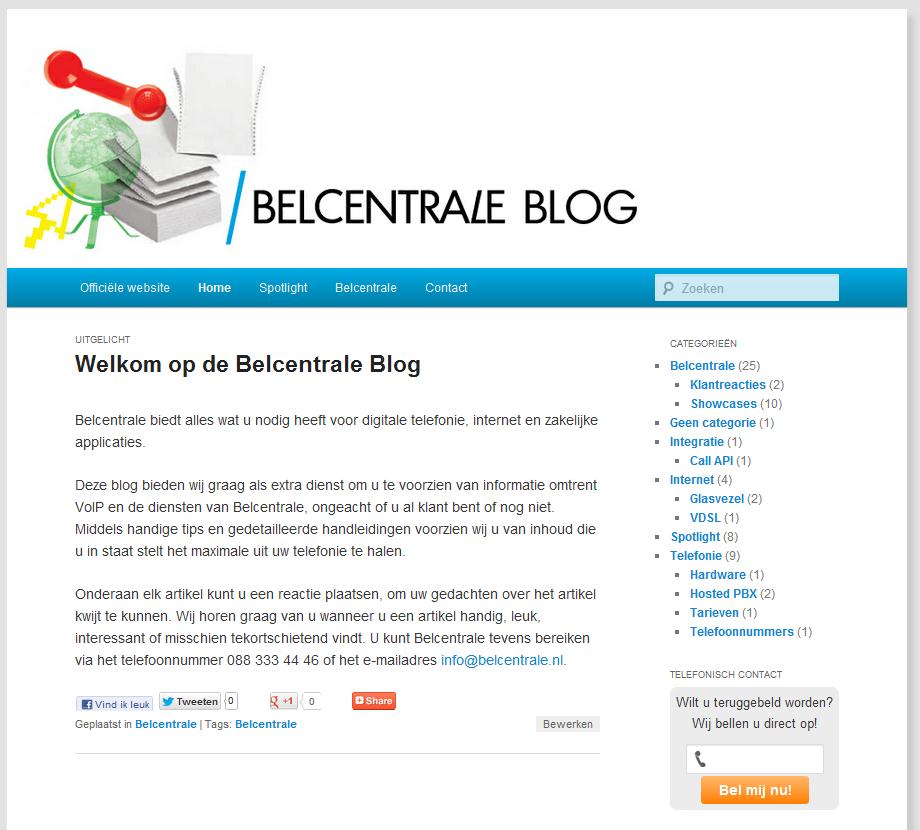 BELCENTRALE BLOG
Officiële website Home Spotlight Belcentrale Contact Zoeken
UITGELICHT
Welkom op de Belcentrale Blog
Belcentrale biedt alles wat u nodig heeft voor digitale telefonie, internet en zakelijke
applicaties.
Deze blog bieden wij graag als extra dienst om u te voorzien van informatie omtrent
VoIP en de diensten van Belcentrale, ongeacht of u al klant bent of nog niet.
Middels handige tips en gedetailleerde handleidingen voorzien wij u van inhoud die
u in staat stelt het maximale uit uw telefonie te halen.
Onderaan elk artikel kunt u een reactie plaatsen, om uw gedachten over het artikel
kwijt te kunnen. Wij horen graag van u wanneer u een artikel handig, leuk,
interessant of misschien tekortschietend vindt. U kunt Belcentrale tevens bereiken
via het telefoonnummer 088 333 44 46 of het e-mailadres info@belcentrale.nl.
Vind ik leuk Tweeten 0 +1 0 Share
Geplaatst in Belcentrale | Tags: Belcentrale Bewerken
CATEGORIEËN
Belcentrale (25)
Klantreacties (2)
Showcases (10)
Geen categorie (1)
Integratie (1)
Call API (1)
Internet (4)
Glasvezel (2)
VDSL (1)
Spotlight (8)
Telefonie (9)
Hardware (1)
Hosted PBX (2)
Tarieven (1)
Telefoonnummers (1)
TELEFONISCH CONTACT
Wilt u teruggebeld worden?
Wij bellen u direct op!
Bel mij nu!